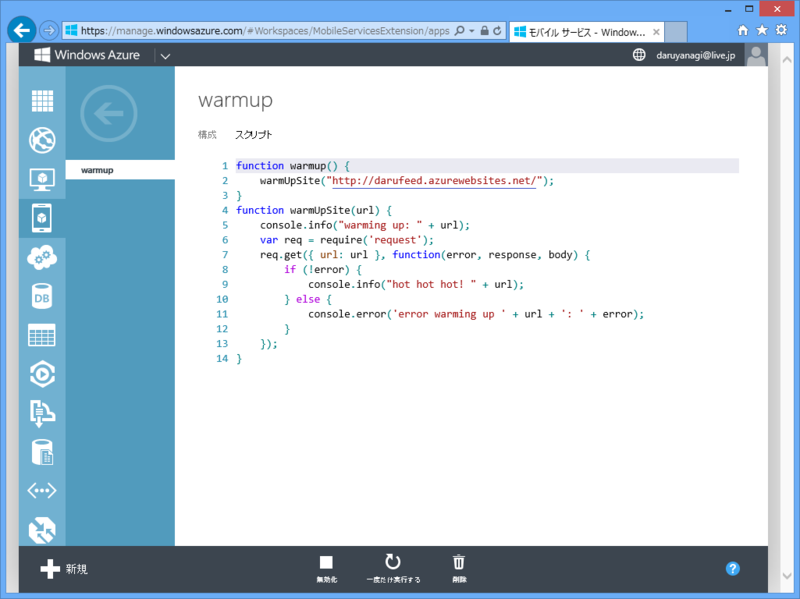 https://manage.windowsazure.com/#Workspaces/MobileServicesExtension/apps
モバイル サービス - Window...
Windows Azure
daruyanagi@live.jp
warmup
warmup
構成 スクリプト
1 function warmup() {
2 warmUpSite("http://darufeed.azurewebsites.net/");
3 }
4 function warmUpSite(url) {
5 console.info("warming up: " + url);
6 var req = require('request');
7 req.get({ url: url }, function(error, response, body) {
8 if (!error) {
9 console.info("hot hot hot! " + url);
10 } else {
11 console.error('error warming up ' + url + ': ' + error);
12 }
13 });
14 }
DB
新規
無効化
一度だけ実行する
削除
?